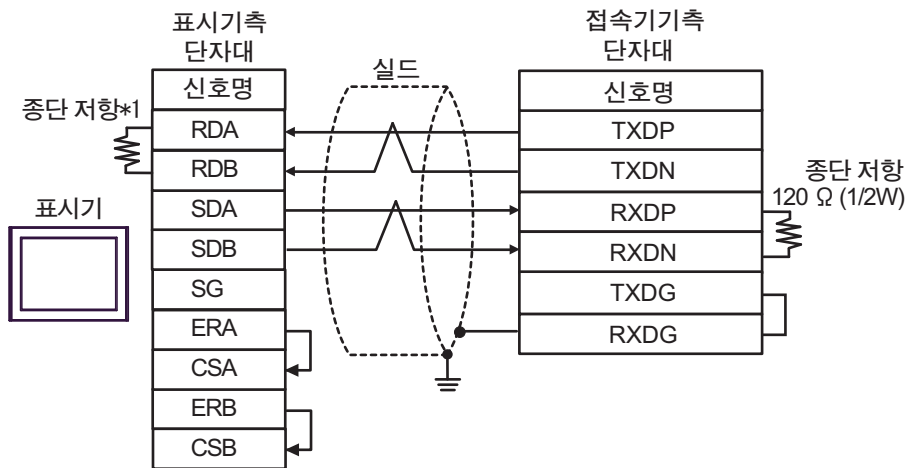 표시기측
단자대
신호명
종단 저항*1
RDA
RDB
SDA
SDB
SG
ERA
CSA
ERB
CSB
표시기
실드
접속기기측
단자대
신호명
TXDP
TXDN
RXDP
RXDN
TXDG
RXDG
종단 저항
120 Ω (1/2W)